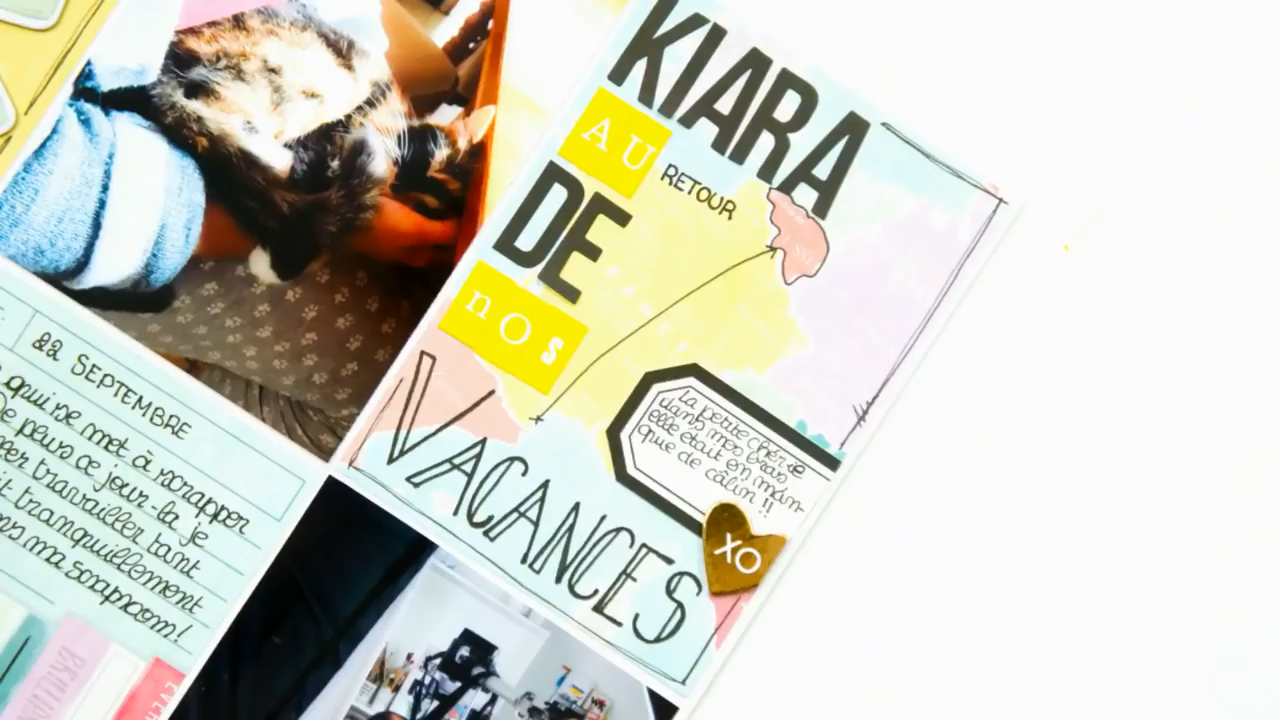 KIARA
AU RETOUR
DE
nOs
VACANCES
La petite chérie
dans mes bras
elle était en man-
que de câlin !!
XO
22 SEPTEMBRE
qui se met à scrapper
De plus ce jour-là je
travailler tant
tranquillement
ma scraproom!